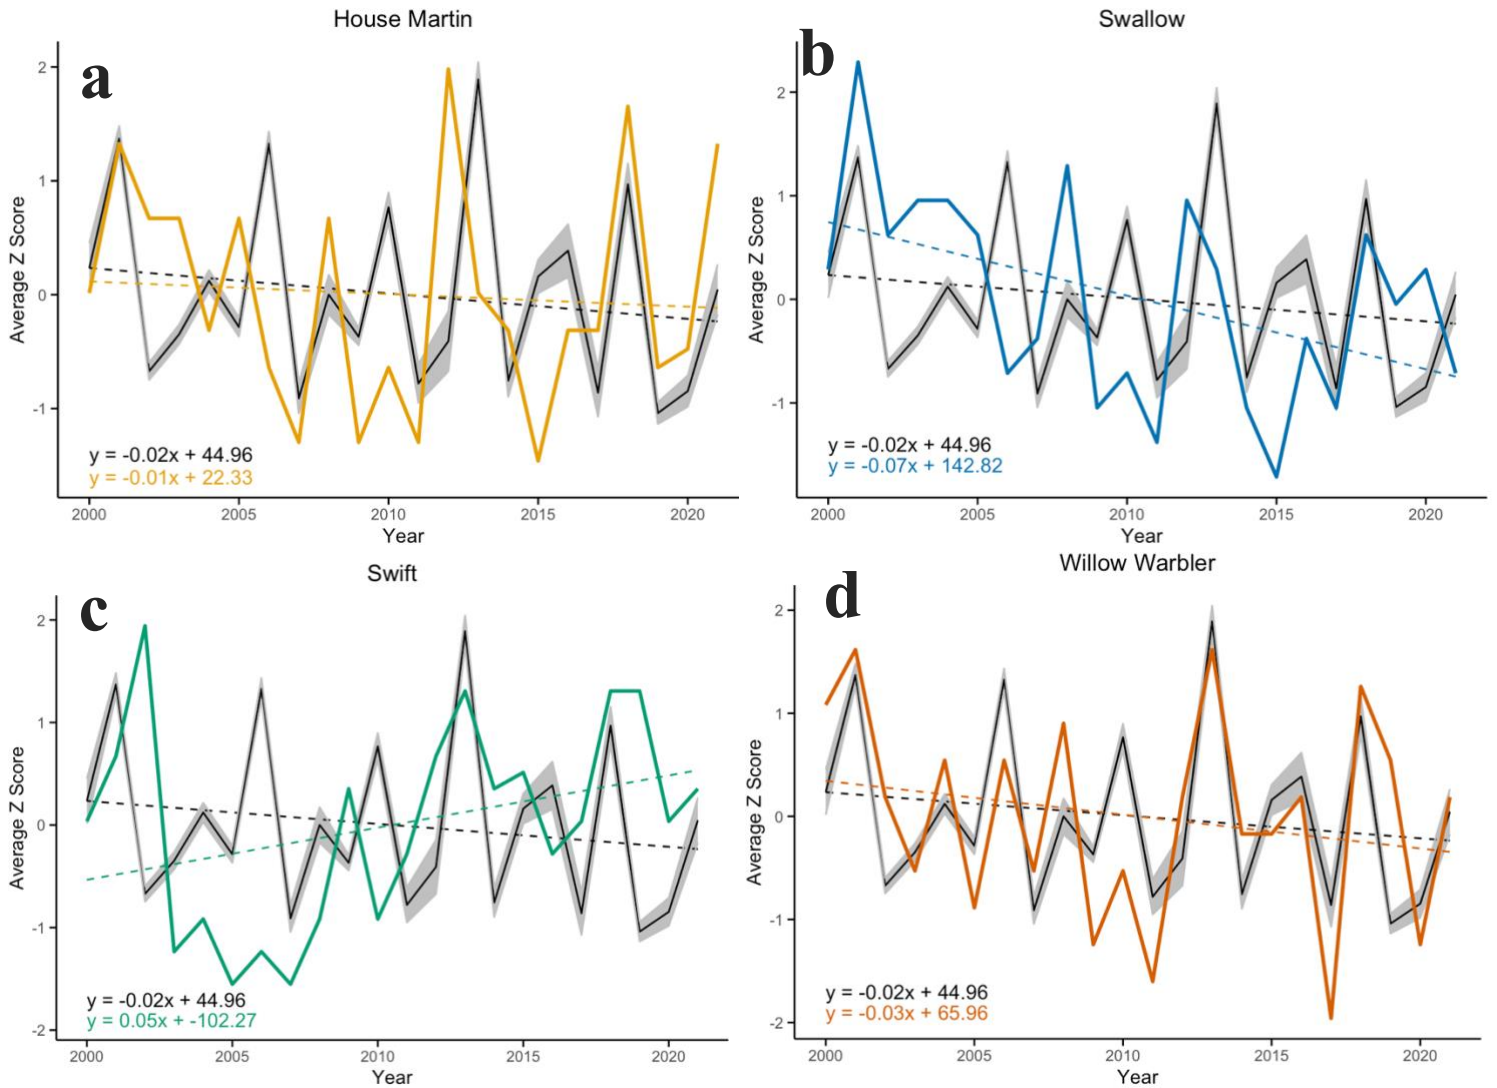 House Martin
a
2
1
0
-1
Average Z Score
y = -0.02x + 44.96
y = -0.01x + 22.33
2000
2005
2010
2015
2020
Year
Swallow
b
2
1
0
-1
Average Z Score
y = -0.02x + 44.96
y = -0.07x + 142.82
2000
2005
2010
2015
2020
Year
Swift
c
2
1
0
-1
-2
Average Z Score
y = -0.02x + 44.96
y = 0.05x + -102.27
2000
2005
2010
2015
2020
Year
Willow Warbler
d
2
1
0
-1
-2
Average Z Score
y = -0.02x + 44.96
y = -0.03x + 65.96
2000
2005
2010
2015
2020
Year